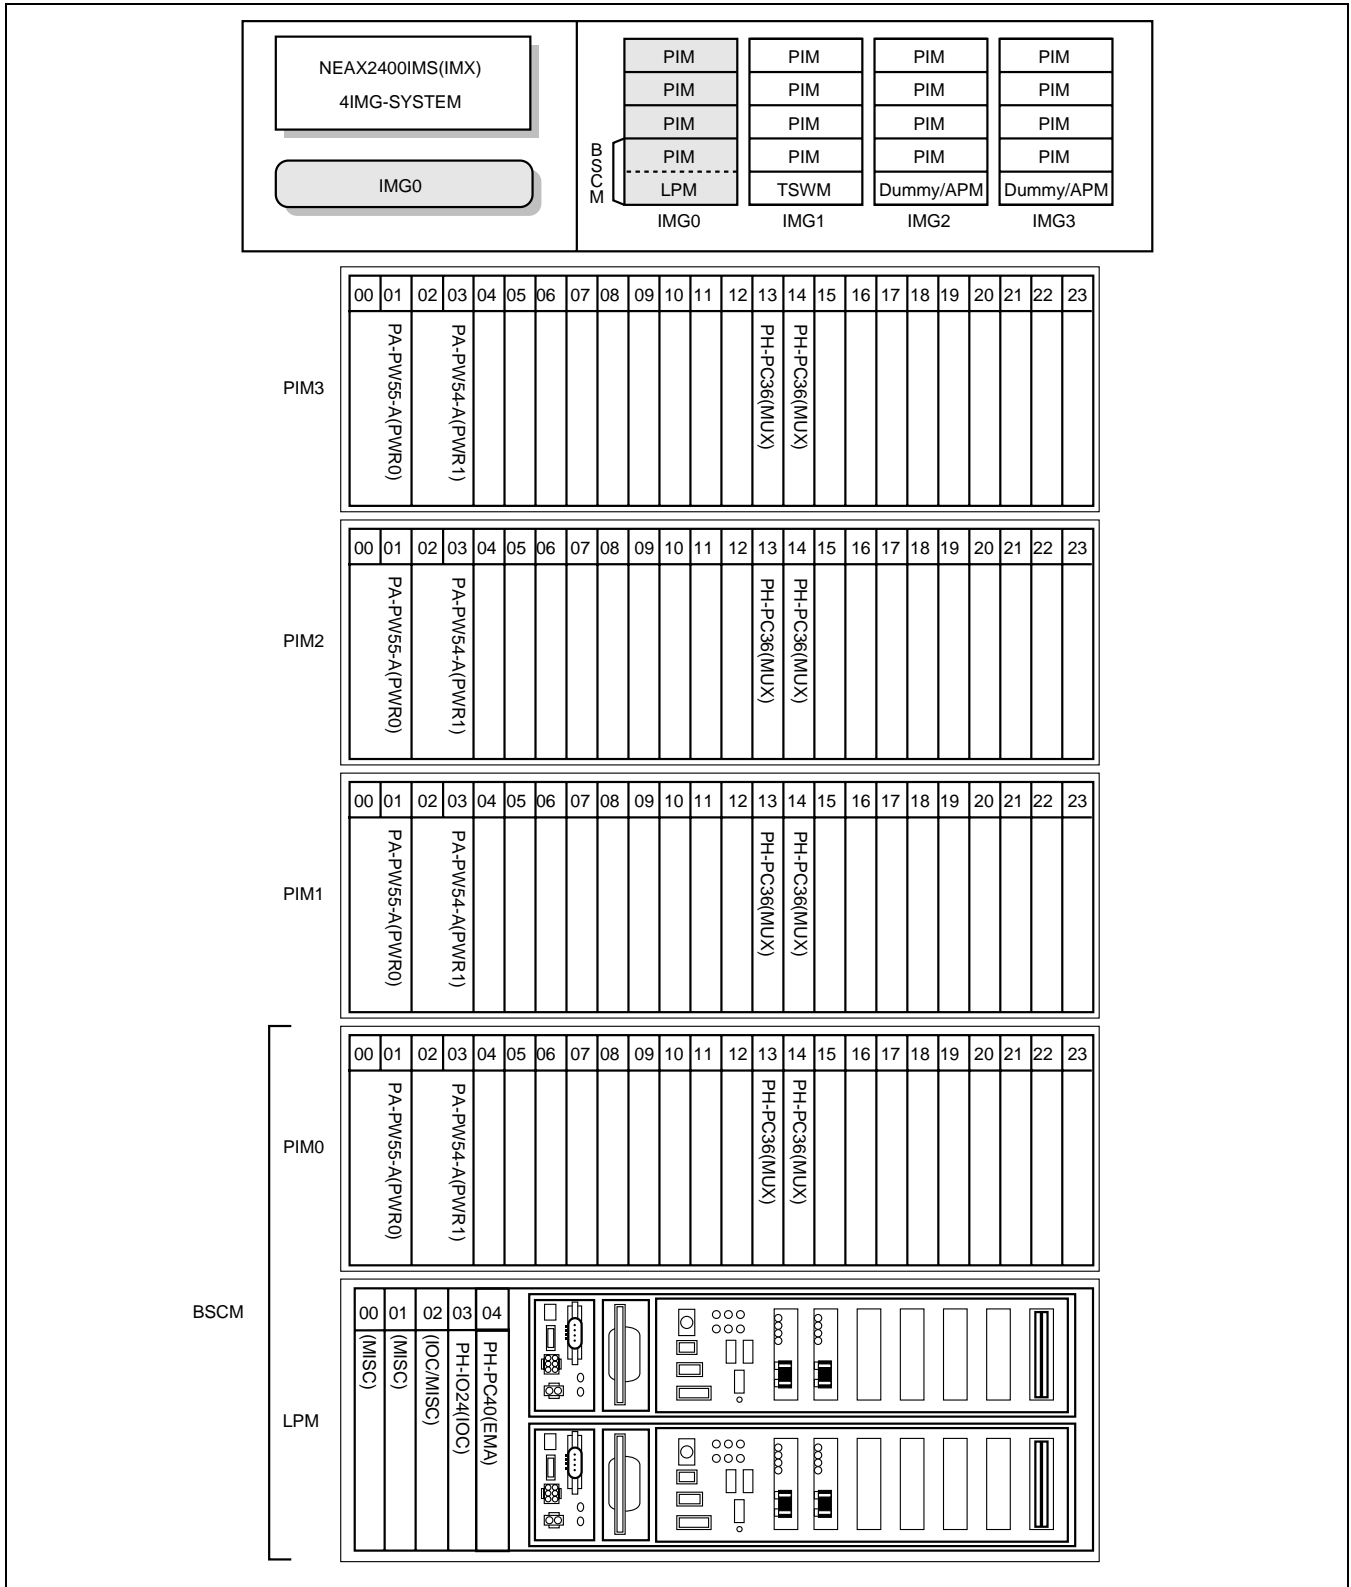 NEAX2400IMS(IMX)
4IMG-SYSTEM
IMG0
PIM PIM PIM PIM
PIM PIM PIM PIM
PIM PIM PIM PIM
BSCM
PIM PIM PIM PIM
LPM TSWM Dummy/APM Dummy/APM
IMG0 IMG1 IMG2 IMG3
PIM3
00 01 02 03 04 05 06 07 08 09 10 11 12 13 14 15 16 17 18 19 20 21 22 23
PA-PW55-A(PWR0)
PA-PW54-A(PWR1)
PH-PC36(MUX)
PH-PC36(MUX)
PIM2
00 01 02 03 04 05 06 07 08 09 10 11 12 13 14 15 16 17 18 19 20 21 22 23
PA-PW55-A(PWR0)
PA-PW54-A(PWR1)
PH-PC36(MUX)
PH-PC36(MUX)
PIM1
00 01 02 03 04 05 06 07 08 09 10 11 12 13 14 15 16 17 18 19 20 21 22 23
PA-PW55-A(PWR0)
PA-PW54-A(PWR1)
PH-PC36(MUX)
PH-PC36(MUX)
PIM0
00 01 02 03 04 05 06 07 08 09 10 11 12 13 14 15 16 17 18 19 20 21 22 23
PA-PW55-A(PWR0)
PA-PW54-A(PWR1)
PH-PC36(MUX)
PH-PC36(MUX)
BSCM
LPM
00 01 02 03 04
(MISC)
(MISC)
(IOC/MISC)
PH-IO24(IOC)
PH-PC40(EMA)